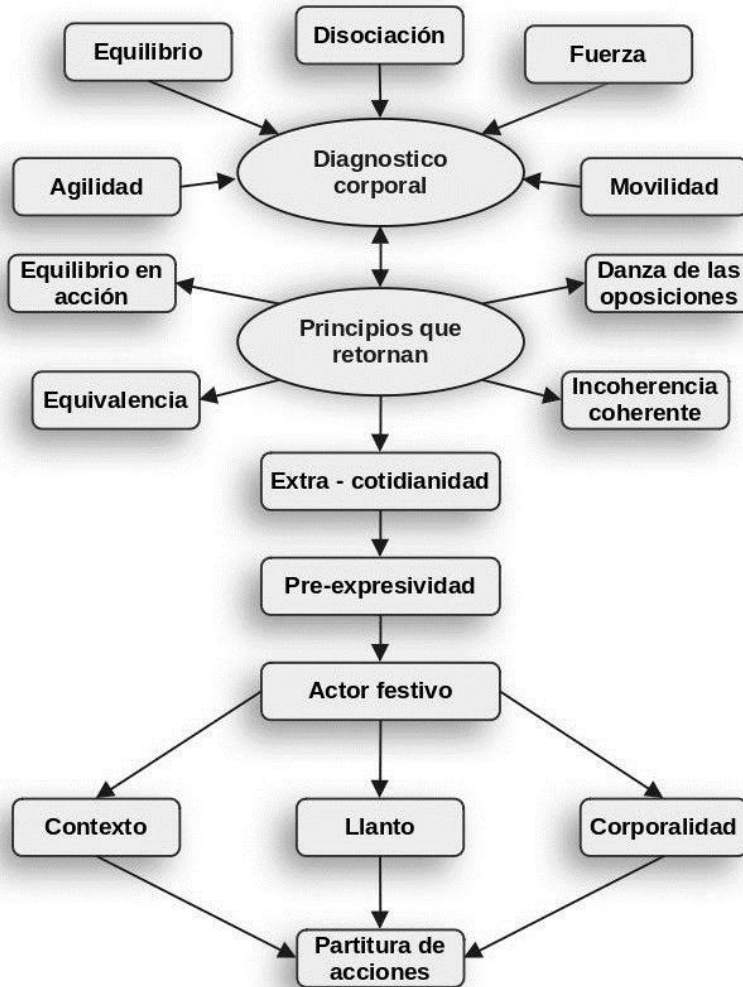 Disociación
Equilibrio
Fuerza
Diagnostico
corporal
Agilidad
Movilidad
Equilibrio en
acción
Danza de las
oposiciones
Principios que
retornan
Equivalencia
Incoherencia
coherente
Extra - cotidianidad
Pre-expresividad
Actor festivo
Contexto
Llanto
Corporalidad
Partitura de
acciones